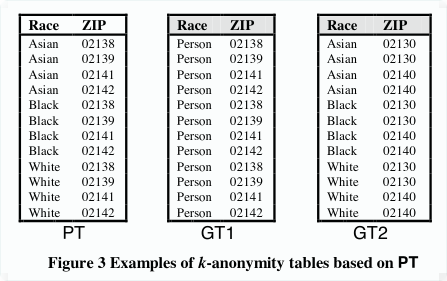 Race ZIP Race ZIP Race ZIP
Asian 02138 Person 02138 Asian 02130
Asian 02139 Person 02139 Asian 02130
Asian 02141 Person 02141 Asian 02140
Asian 02142 Person 02142 Asian 02140
Black 02138 Person 02138 Black 02130
Black 02139 Person 02139 Black 02130
Black 02141 Person 02141 Black 02140
Black 02142 Person 02142 Black 02140
White 02138 Person 02138 White 02130
White 02139 Person 02139 White 02130
White 02141 Person 02141 White 02140
White 02142 Person 02142 White 02140
PT GT1 GT2
Figure 3 Examples of k-anonymity tables based on PT